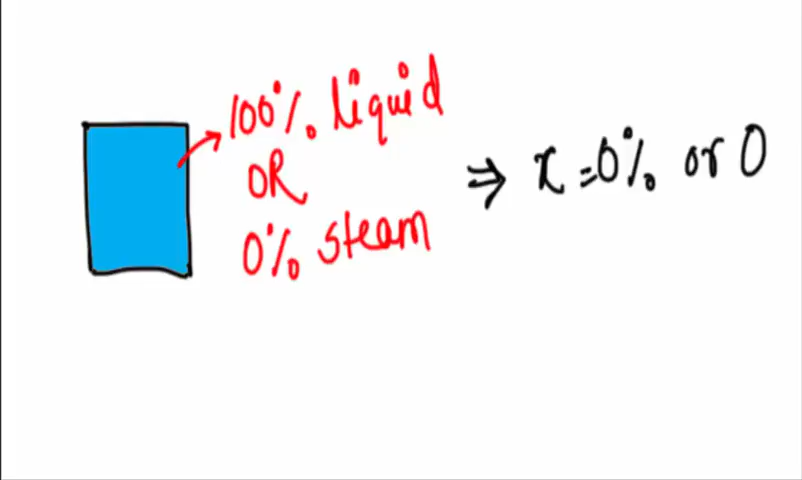 100% liquid
OR
0% steam
⇒ x = 0% or 0